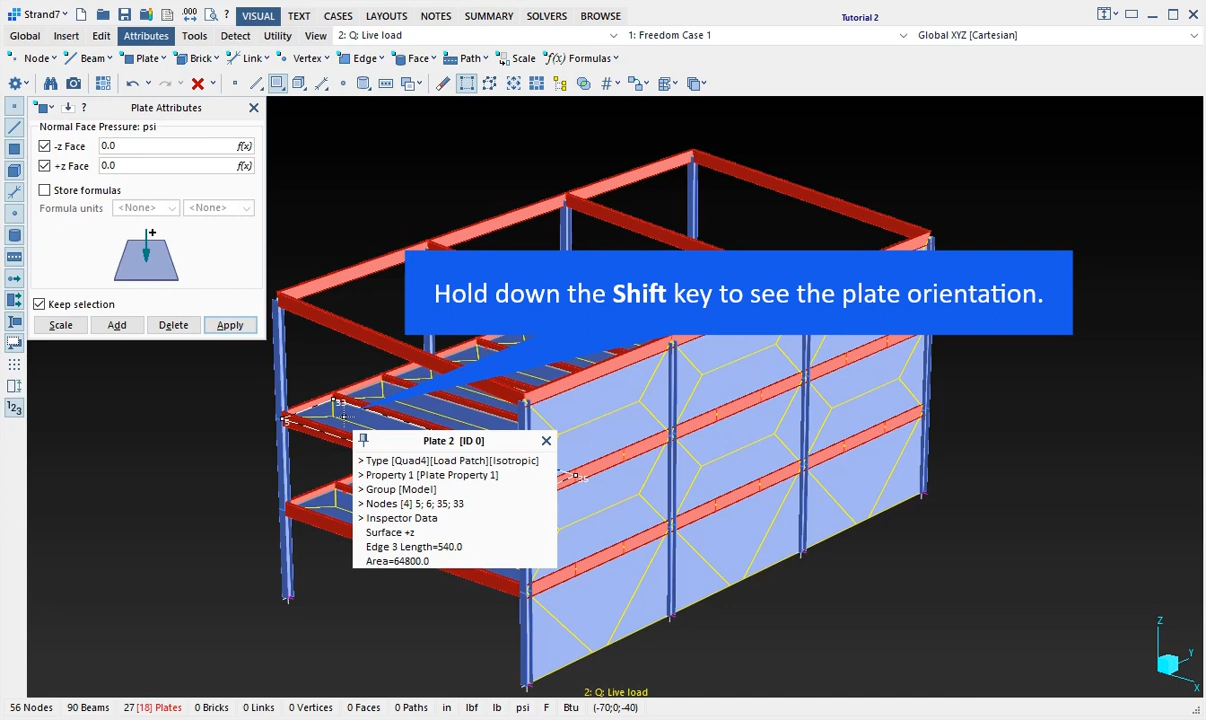 Strand7
.000
?
VISUAL
TEXT
CASES
LAYOUTS
NOTES
SUMMARY
SOLVERS
BROWSE
Tutorial 2
Global
Insert
Edit
Attributes
Tools
Detect
Utility
View
2: Q: Live load
1: Freedom Case 1
Global XYZ [Cartesian]
Node
Beam
Plate
Brick
Link
Vertex
Edge
Face
Path
Scale
f(x) Formulas
?
Plate Attributes
Normal Face Pressure: psi
-z Face
0.0
f(x)
+z Face
0.0
f(x)
Store formulas
Formula units
<None>
<None>
+
Keep selection
Scale
Add
Delete
Apply
123
Hold down the Shift key to see the plate orientation.
33
5
35
Plate 2 [ID 0]
> Type [Quad4][Load Patch][Isotropic]
> Property 1 [Plate Property 1]
> Group [Model]
> Nodes [4] 5; 6; 35; 33
> Inspector Data
Surface +z
Edge 3 Length=540.0
Area=64800.0
Z
Y
X
2: Q: Live load
56 Nodes
90 Beams
27 [18] Plates
0 Bricks
0 Links
0 Vertices
0 Faces
0 Paths
in
lbf
lb
psi
F
Btu
(-70;0;-40)